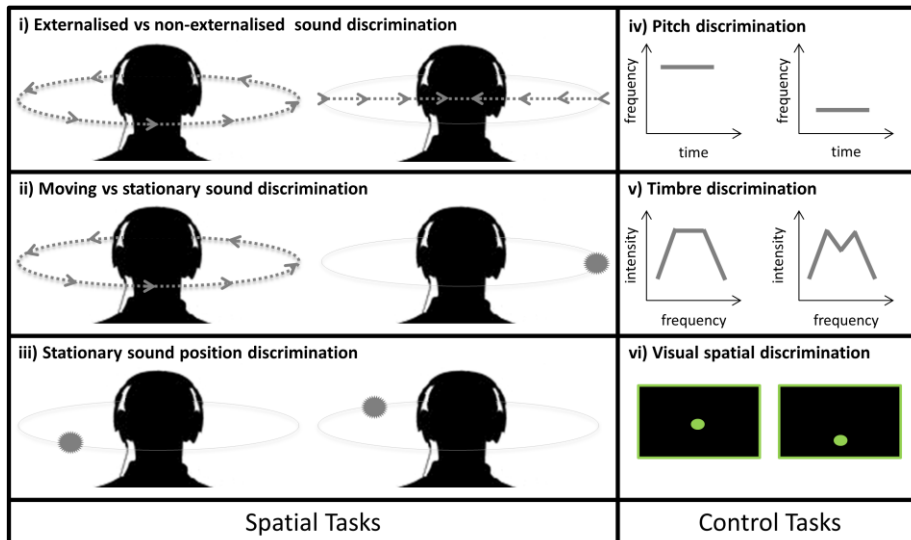 i) Externalised vs non-externalised sound discrimination
ii) Moving vs stationary sound discrimination
iii) Stationary sound position discrimination
Spatial Tasks
iv) Pitch discrimination
frequency
time
frequency
time
v) Timbre discrimination
intensity
frequency
intensity
frequency
vi) Visual spatial discrimination
Control Tasks